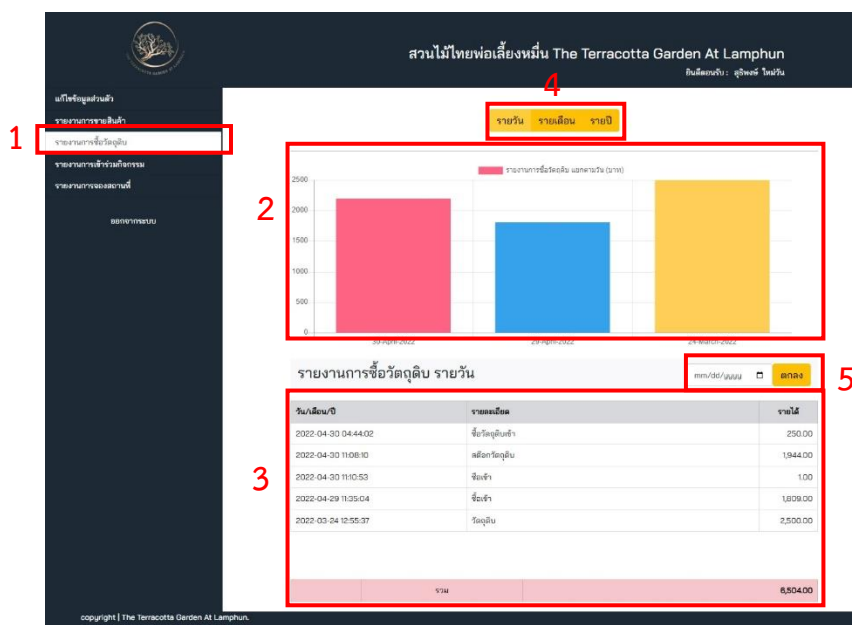 สวนไม้ไทยพ่อเลี้ยงหมื่น The Terracotta Garden At Lamphun
ยินดีตอนรับ : สุริพงษ์ ใหม่วัน
แก้ไขข้อมูลส่วนตัว
รายงานการขายสินค้า
1
รายงานการซื้อวัตถุดิบ
รายงานการเข้าร่วมกิจกรรม
รายงานการจองสถานที่
ออกจากระบบ
4
รายวัน รายเดือน รายปี
2
รายงานการซื้อวัตถุดิบ แยกตามวัน (บาท)
2500
2000
1500
1000
500
0
30-April-2022 29-April-2022 24-March-2022
รายงานการซื้อวัตถุดิบ รายวัน
mm/dd/yyyy ตกลง
5
3
วัน/เดือน/ปี รายละเอียด รายได้
2022-04-30 04:44:02 ซื้อวัตถุดิบเข้า 250.00
2022-04-30 11:08:10 สต๊อกวัตถุดิบ 1,944.00
2022-04-30 11:10:53 ซือเข้า 1.00
2022-04-29 11:35:04 ซื้อเข้า 1,809.00
2022-03-24 12:55:37 วัตถุดิบ 2,500.00
รวม 6,504.00
copyright | The Terracotta Garden At Lamphun.